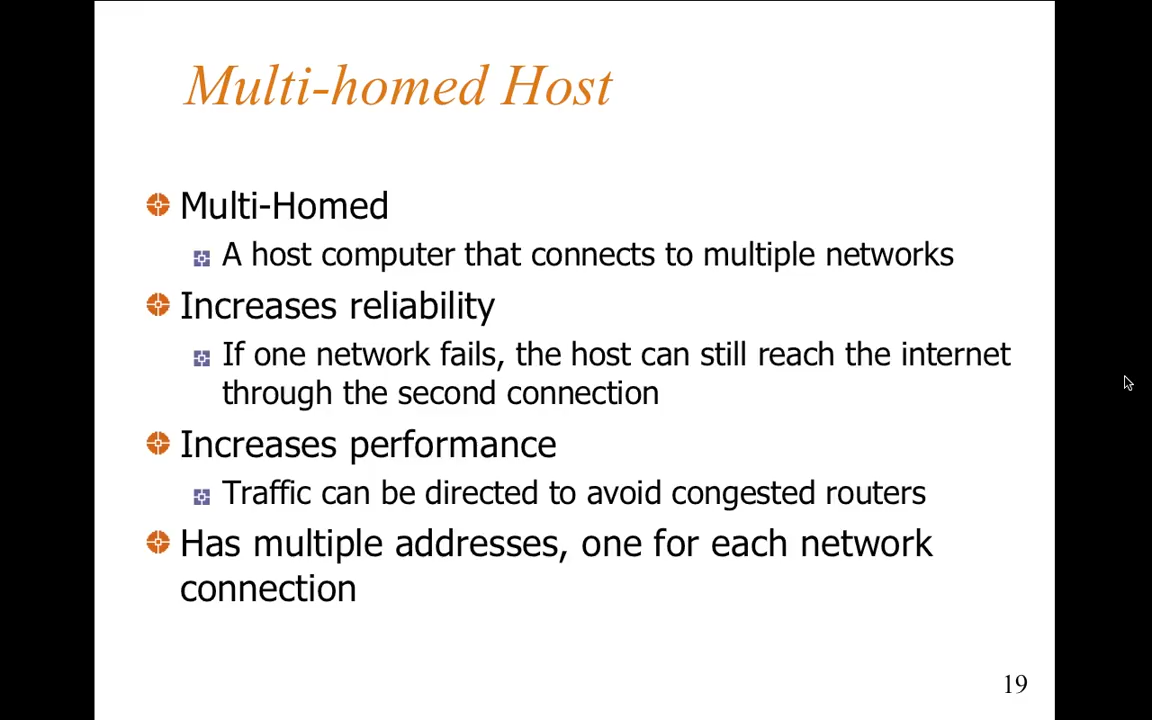 Multi-homed Host
Multi-Homed
A host computer that connects to multiple networks
Increases reliability
If one network fails, the host can still reach the internet
through the second connection
Increases performance
Traffic can be directed to avoid congested routers
Has multiple addresses, one for each network
connection
19